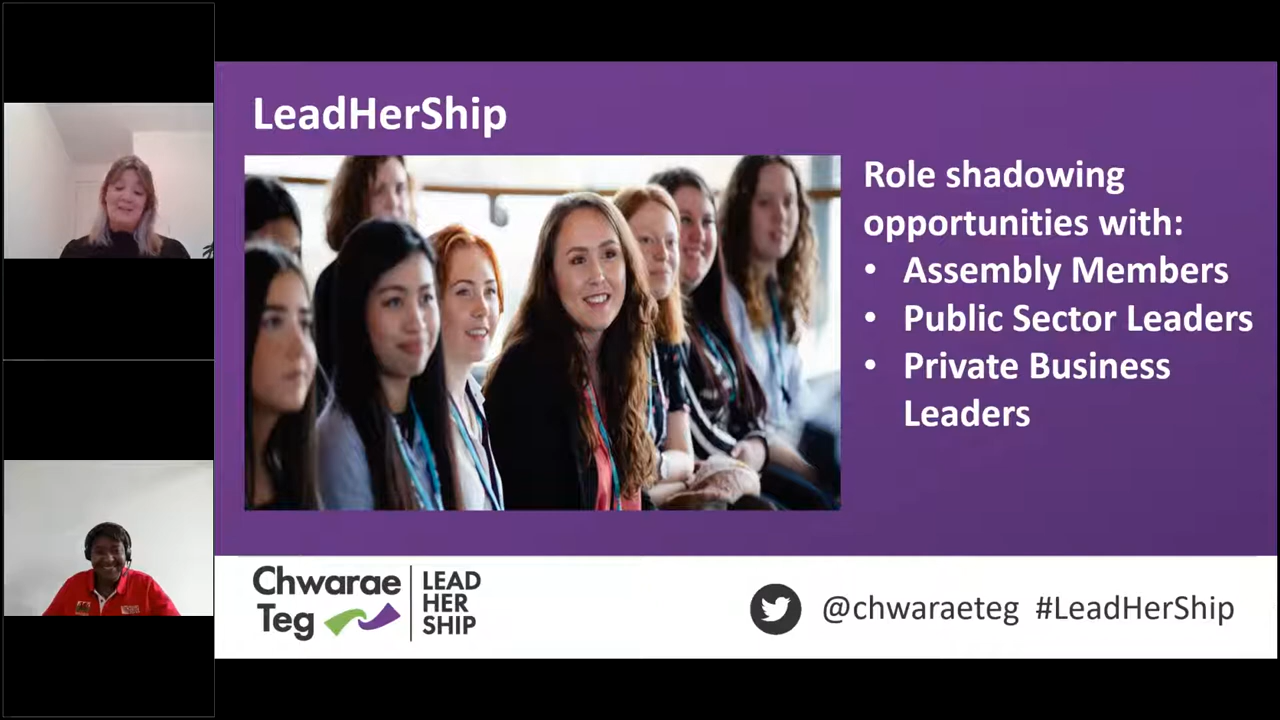 LeadHerShip
Role shadowing
opportunities with:
• Assembly Members
• Public Sector Leaders
• Private Business
Leaders
Chwarae
Teg
LEAD
HER
SHIP
@chwaraeteg #LeadHerShip